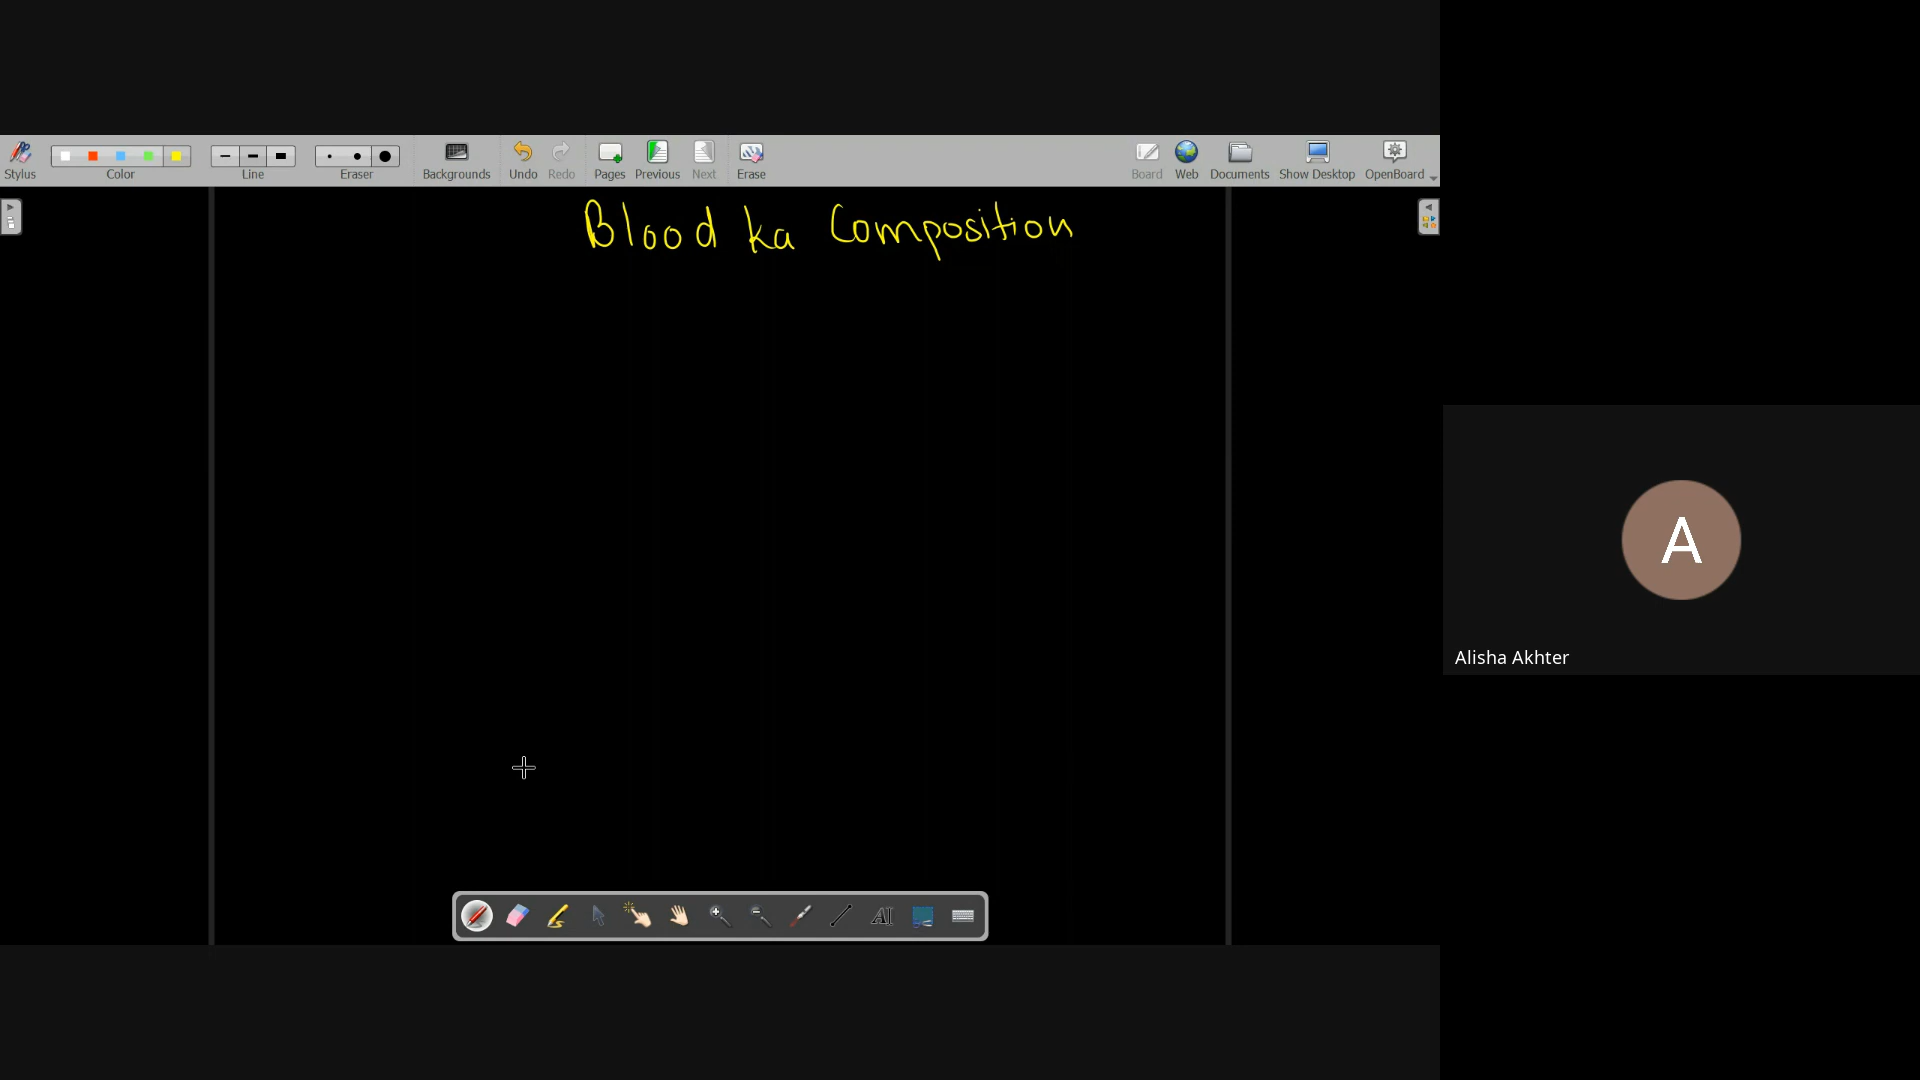 Stylus
Color
Line
Eraser
Backgrounds
Undo
Redo
Pages
Previous
Next
Erase
Board
Web
Documents
Show Desktop
OpenBoard
Blood ka Composition
A
Alisha Akhter
AI